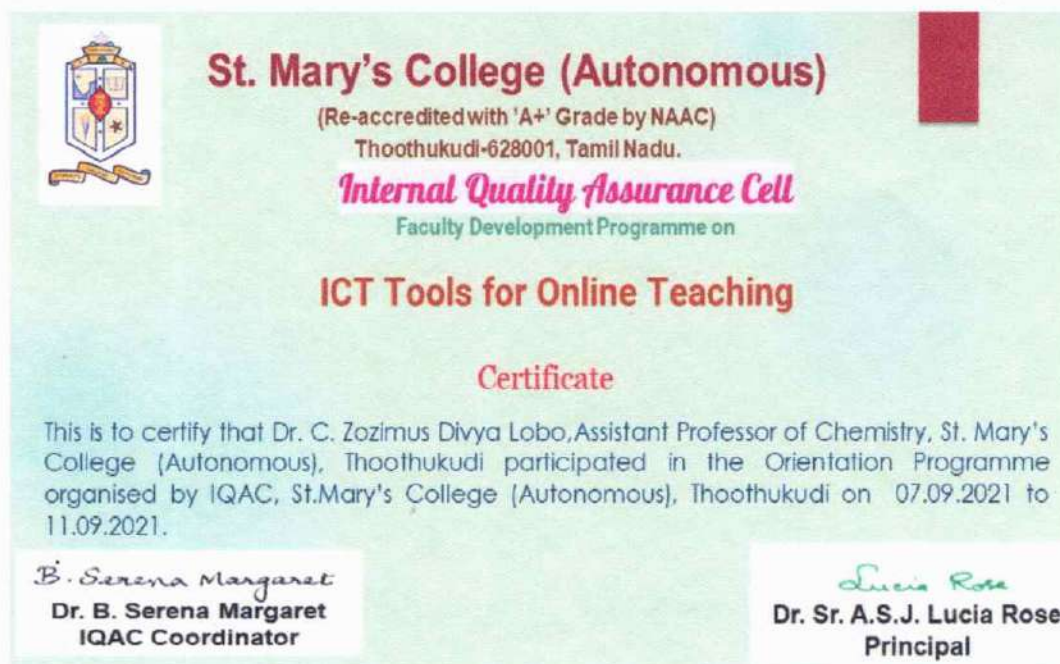 St. Mary's College (Autonomous)
(Re-accredited with 'A+' Grade by NAAC)
Thoothukudi-628001, Tamil Nadu.
Internal Quality Assurance Cell
Faculty Development Programme on
ICT Tools for Online Teaching
Certificate
This is to certify that Dr. C. Zozimus Divya Lobo,Assistant Professor of Chemistry, St. Mary's
College (Autonomous), Thoothukudi participated in the Orientation Programme
organised by IQAC, St.Mary's College (Autonomous), Thoothukudi on 07.09.2021 to
11.09.2021.
B. Serena Margaret
Dr. B. Serena Margaret
IQAC Coordinator
Lucia Rose
Dr. Sr. A.S.J. Lucia Rose
Principal